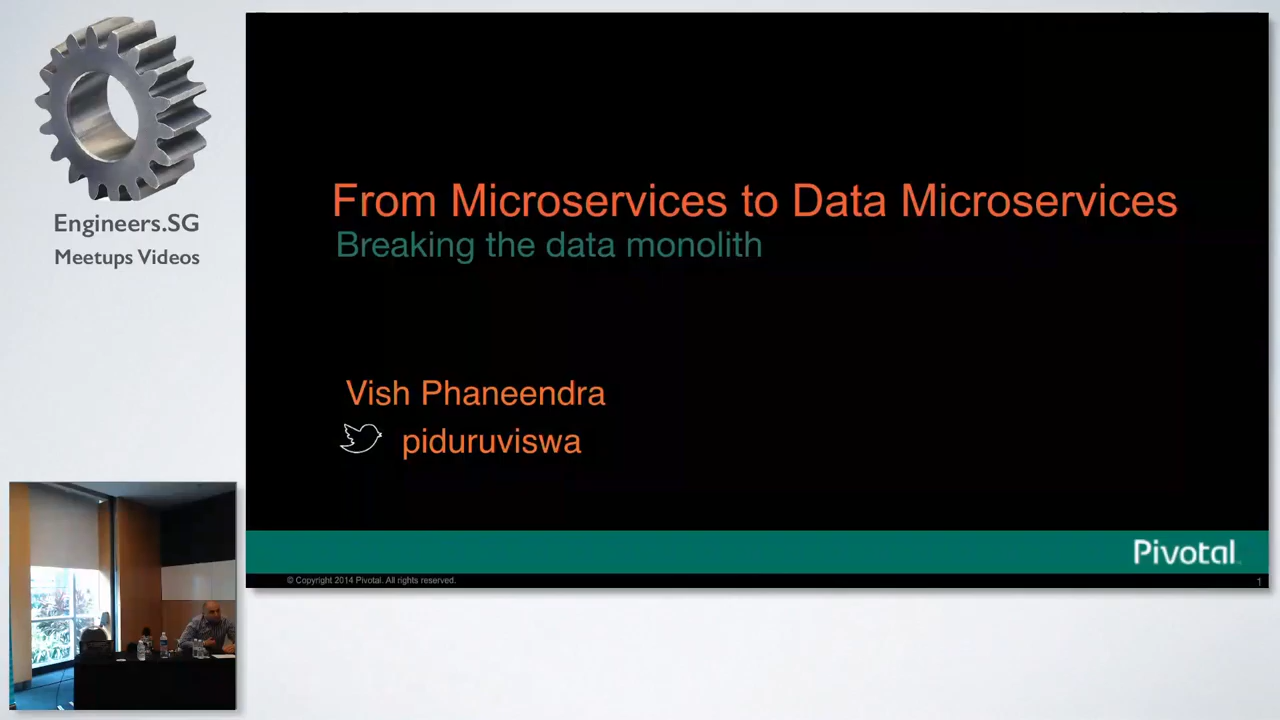 Engineers.SG
Meetups Videos
From Microservices to Data Microservices
Breaking the data monolith
Vish Phaneendra
piduruviswa
Pivotal
© Copyright 2014 Pivotal. All rights reserved.
1